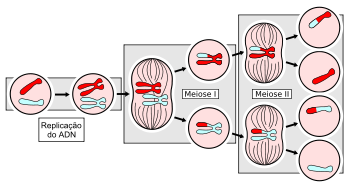 Replicação
do ADN
Meiose I
Meiose II